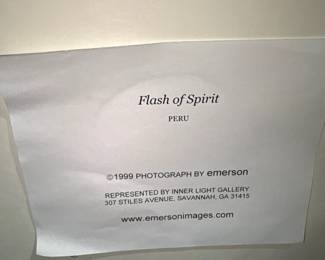 Flash of Spirit
PERU
©1999 PHOTOGRAPH BY emerson
REPRESENTED BY INNER LIGHT GALLERY
307 STILES AVENUE, SAVANNAH, GA 31415
www.emersonimages.com